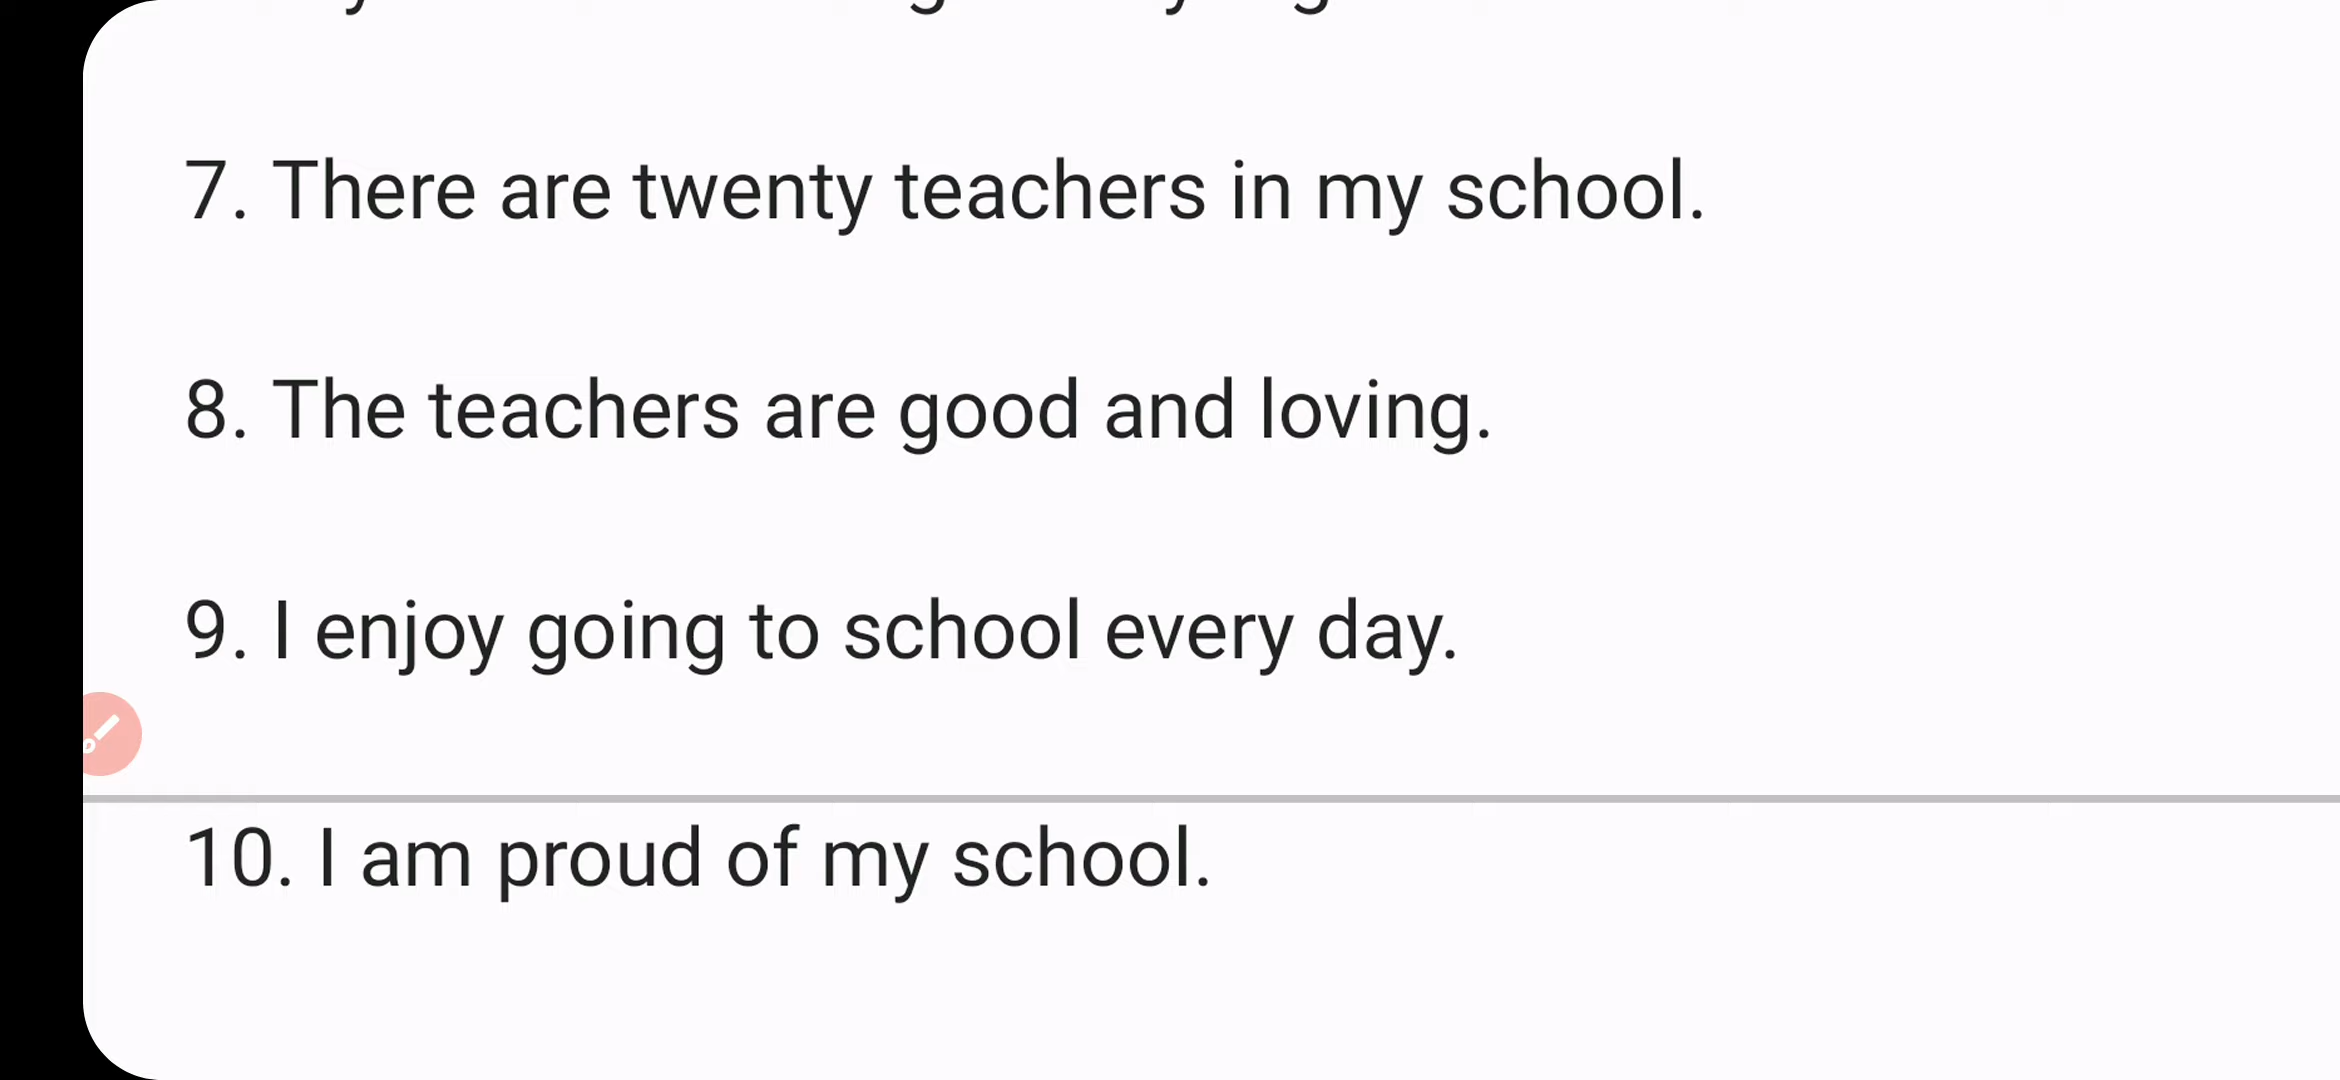 7. There are twenty teachers in my school.
8. The teachers are good and loving.
9. I enjoy going to school every day.
10. I am proud of my school.